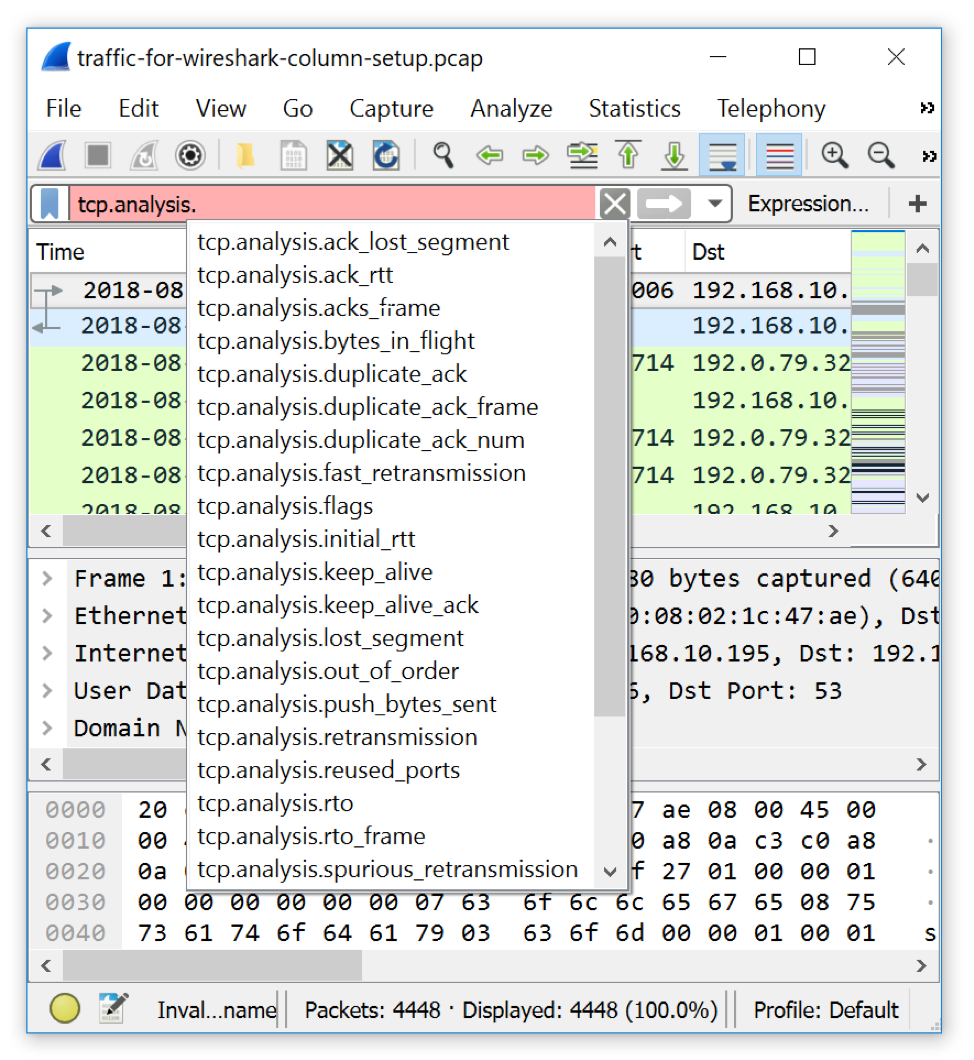 traffic-for-wireshark-column-setup.pcap
File Edit View Go Capture Analyze Statistics Telephony »
tcp.analysis. Expression... +
Time Dst
2018-08 006 192.168.10.
2018-08 192.168.10.
2018-08 714 192.0.79.32
2018-08 192.168.10.
2018-08 714 192.0.79.32
2018-08 714 192.0.79.32
2018-08 192.168.10
tcp.analysis.ack_lost_segment
tcp.analysis.ack_rtt
tcp.analysis.acks_frame
tcp.analysis.bytes_in_flight
tcp.analysis.duplicate_ack
tcp.analysis.duplicate_ack_frame
tcp.analysis.duplicate_ack_num
tcp.analysis.fast_retransmission
tcp.analysis.flags
tcp.analysis.initial_rtt
tcp.analysis.keep_alive
tcp.analysis.keep_alive_ack
tcp.analysis.lost_segment
tcp.analysis.out_of_order
tcp.analysis.push_bytes_sent
tcp.analysis.retransmission
tcp.analysis.reused_ports
tcp.analysis.rto
tcp.analysis.rto_frame
tcp.analysis.spurious_retransmission
Frame 1: 80 bytes captured (640
Ethernet 0:08:02:1c:47:ae), Dst
Internet 168.10.195, Dst: 192.1
User Dat 6, Dst Port: 53
Domain N
0000 20 7 ae 08 00 45 00
0010 00 0 a8 0a c3 c0 a8
0020 0a f 27 01 00 00 01
0030 00 00 00 00 00 00 07 63 6f 6c 6c 65 67 65 08 75
0040 73 61 74 6f 64 61 79 03 63 6f 6d 00 00 01 00 01 s
Inval...name Packets: 4448 · Displayed: 4448 (100.0%) Profile: Default